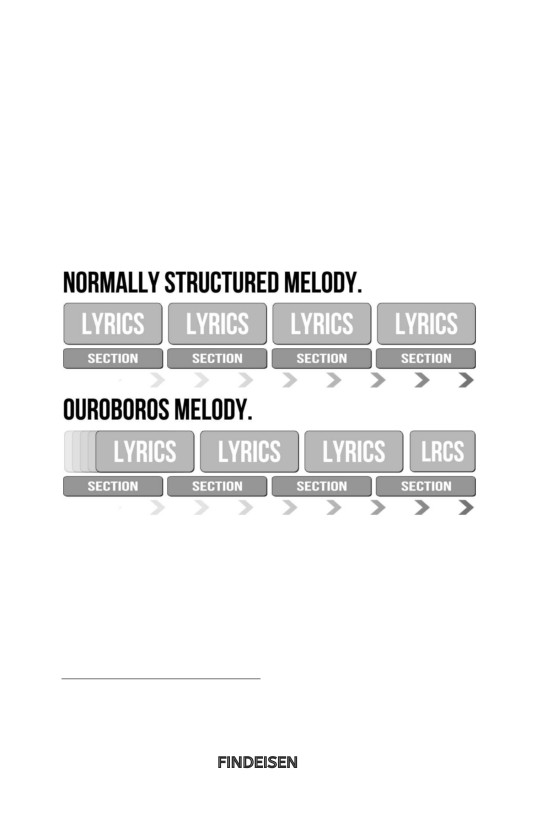 NORMALLY STRUCTURED MELODY.
LYRICS LYRICS LYRICS LYRICS
SECTION SECTION SECTION SECTION
OUROBOROS MELODY.
LYRICS LYRICS LYRICS LRCS
SECTION SECTION SECTION SECTION
FINDEISEN